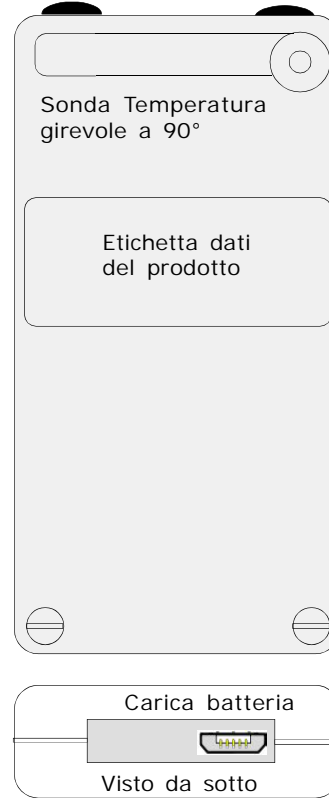 Sonda Temperatura
girevole a 90°
Etichetta dati
del prodotto
Carica batteria
Visto da sotto